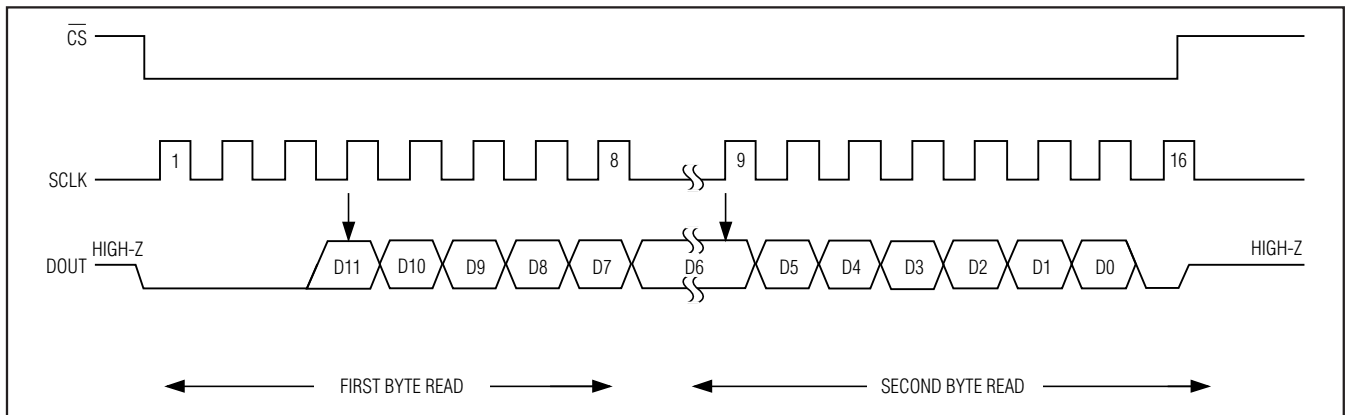 CS
1 8 9 16
SCLK
HIGH-Z HIGH-Z
DOUT D11 D10 D9 D8 D7 D6 D5 D4 D3 D2 D1 D0
FIRST BYTE READ SECOND BYTE READ